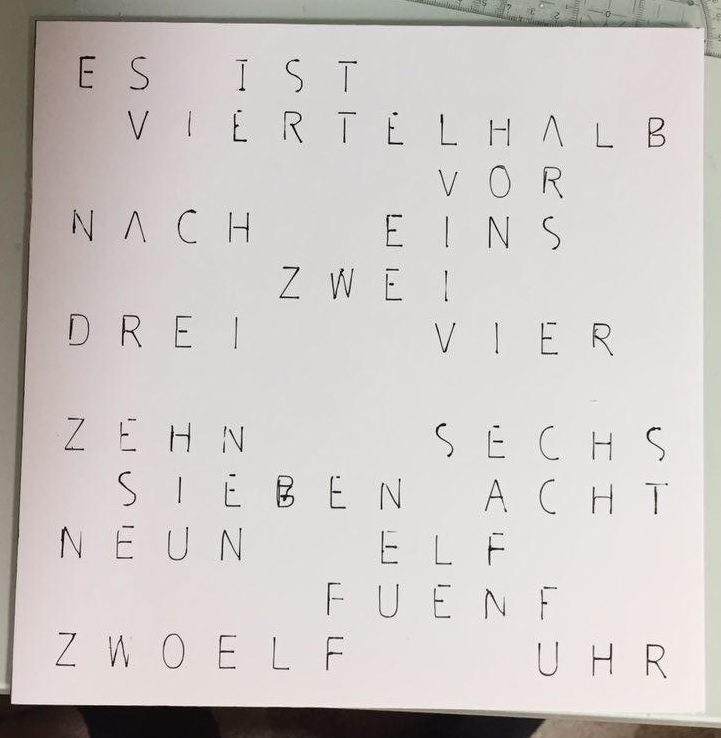 ES IST
VIERTELHALB
VOR
NACH EINS
ZWEI
DREI VIER
ZEHN SECHS
SIEBEN ACHT
NEUN ELF
FUENF
ZWOELF UHR